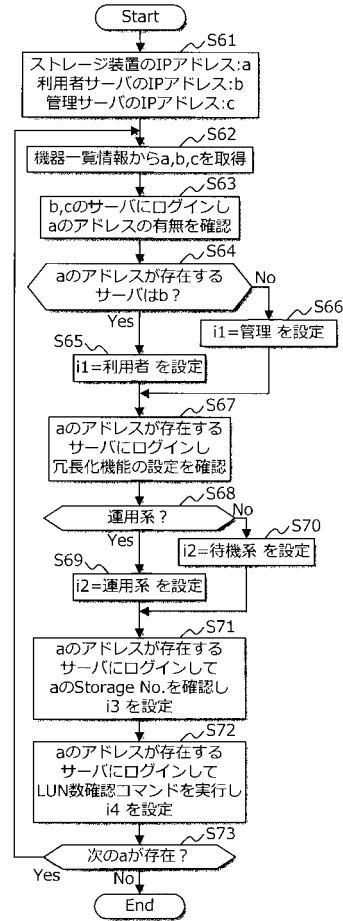 Start
S61
ストレージ装置のIPアドレス:a
利用者サーバのIPアドレス:b
管理サーバのIPアドレス:c
S62
機器一覧情報からa,b,cを取得
S63
b,cのサーバにログインし
aのアドレスの有無を確認
S64
aのアドレスが存在する
サーバはb?
No
Yes
S66
i1=管理 を設定
S65
i1=利用者 を設定
S67
aのアドレスが存在する
サーバにログインし
冗長化機能の設定を確認
S68
運用系?
No
Yes
S70
i2=待機系 を設定
S69
i2=運用系 を設定
S71
aのアドレスが存在する
サーバにログインして
aのStorage No.を確認し
i3 を設定
S72
aのアドレスが存在する
サーバにログインして
LUN数確認コマンドを実行し
i4 を設定
S73
次のaが存在?
Yes
No
End